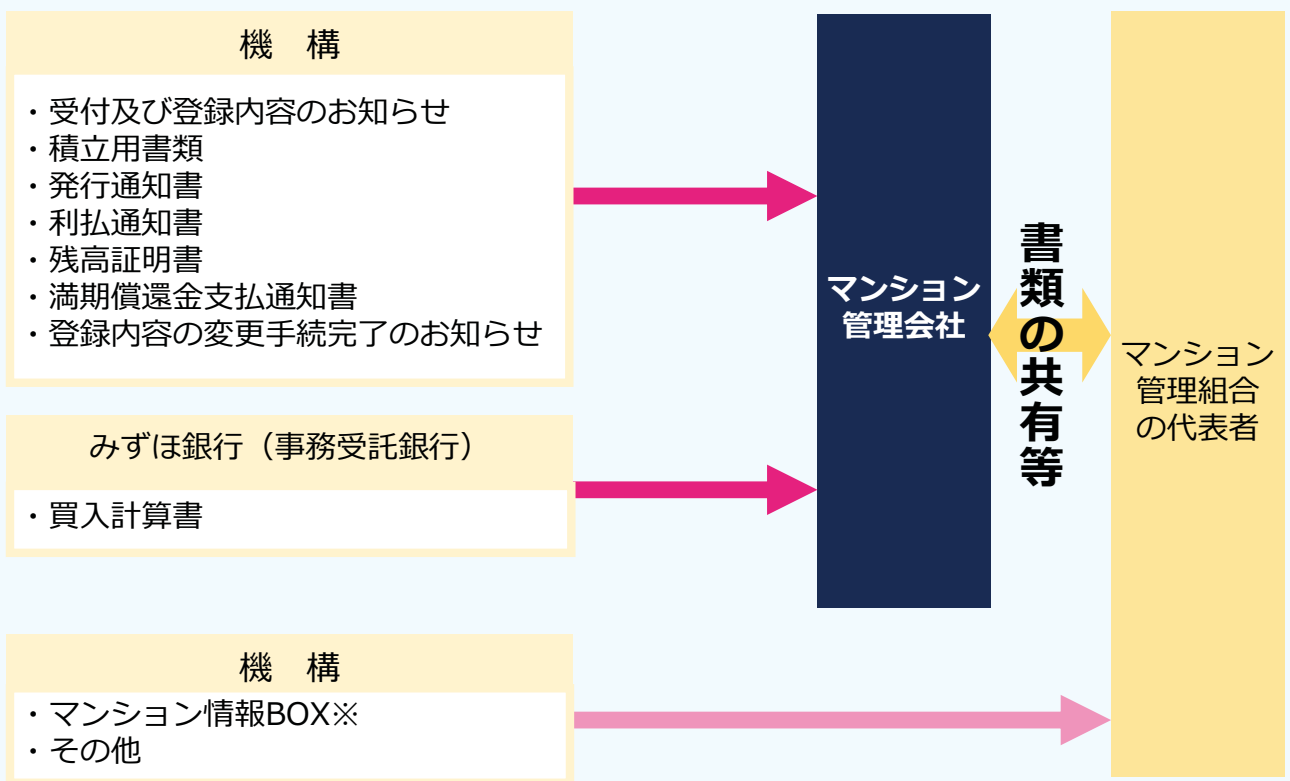 機　構
・受付及び登録内容のお知らせ
・積立用書類
・発行通知書
・利払通知書
・残高証明書
・満期償還金支払通知書
・登録内容の変更手続完了のお知らせ
みずほ銀行（事務受託銀行）
・買入計算書
機　構
・マンション情報BOX※
・その他
マンション
管理会社
書類の共有等
マンション
管理組合
の代表者